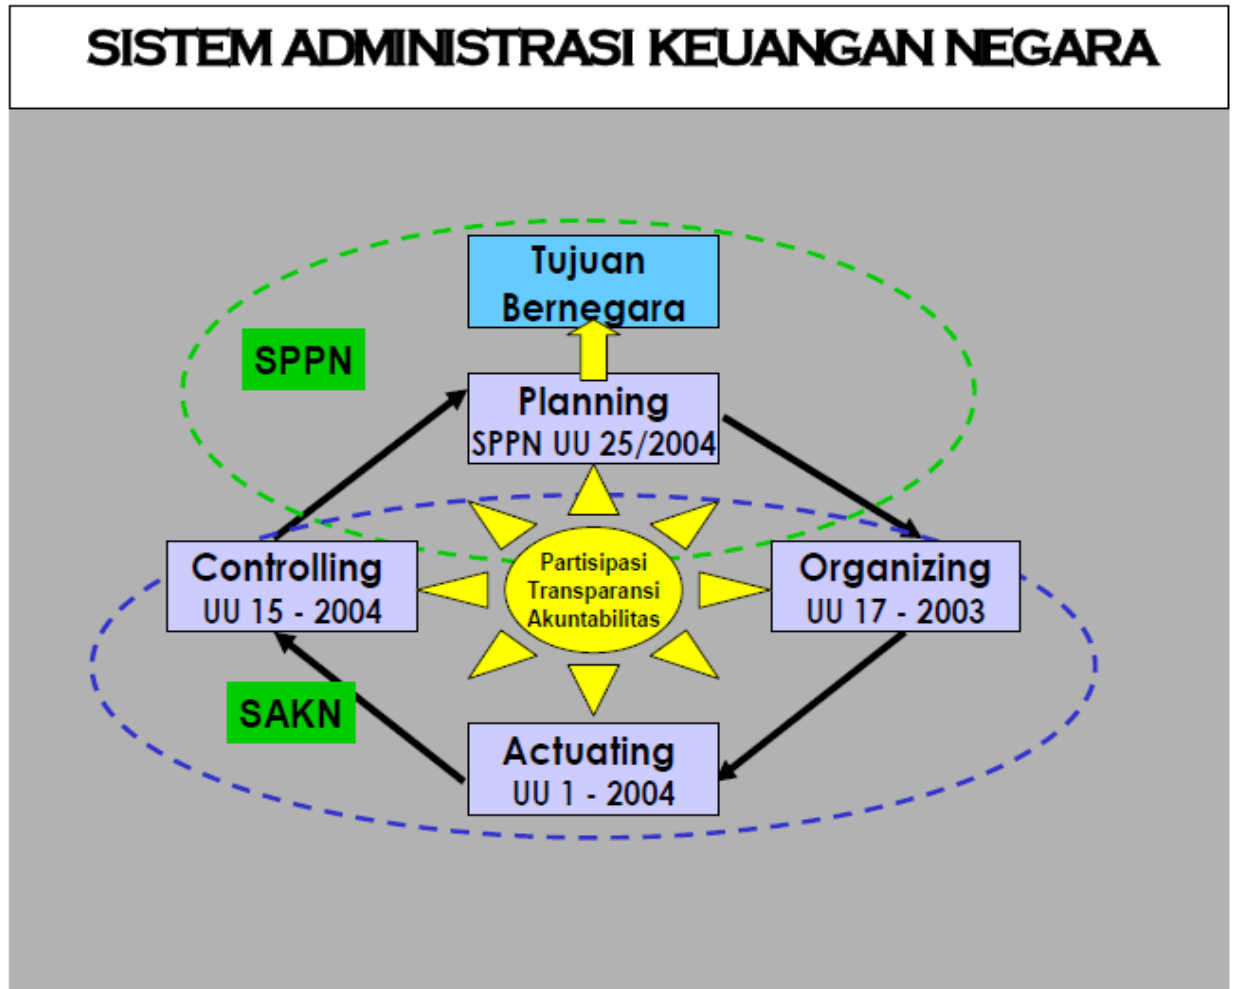 SISTEM ADMINISTRASI KEUANGAN NEGARA
Tujuan
Bernegara
SPPN
Planning
SPPN UU 25/2004
Controlling
UU 15 - 2004
Partisipasi
Transparansi
Akuntabilitas
Organizing
UU 17 - 2003
SAKN
Actuating
UU 1 - 2004